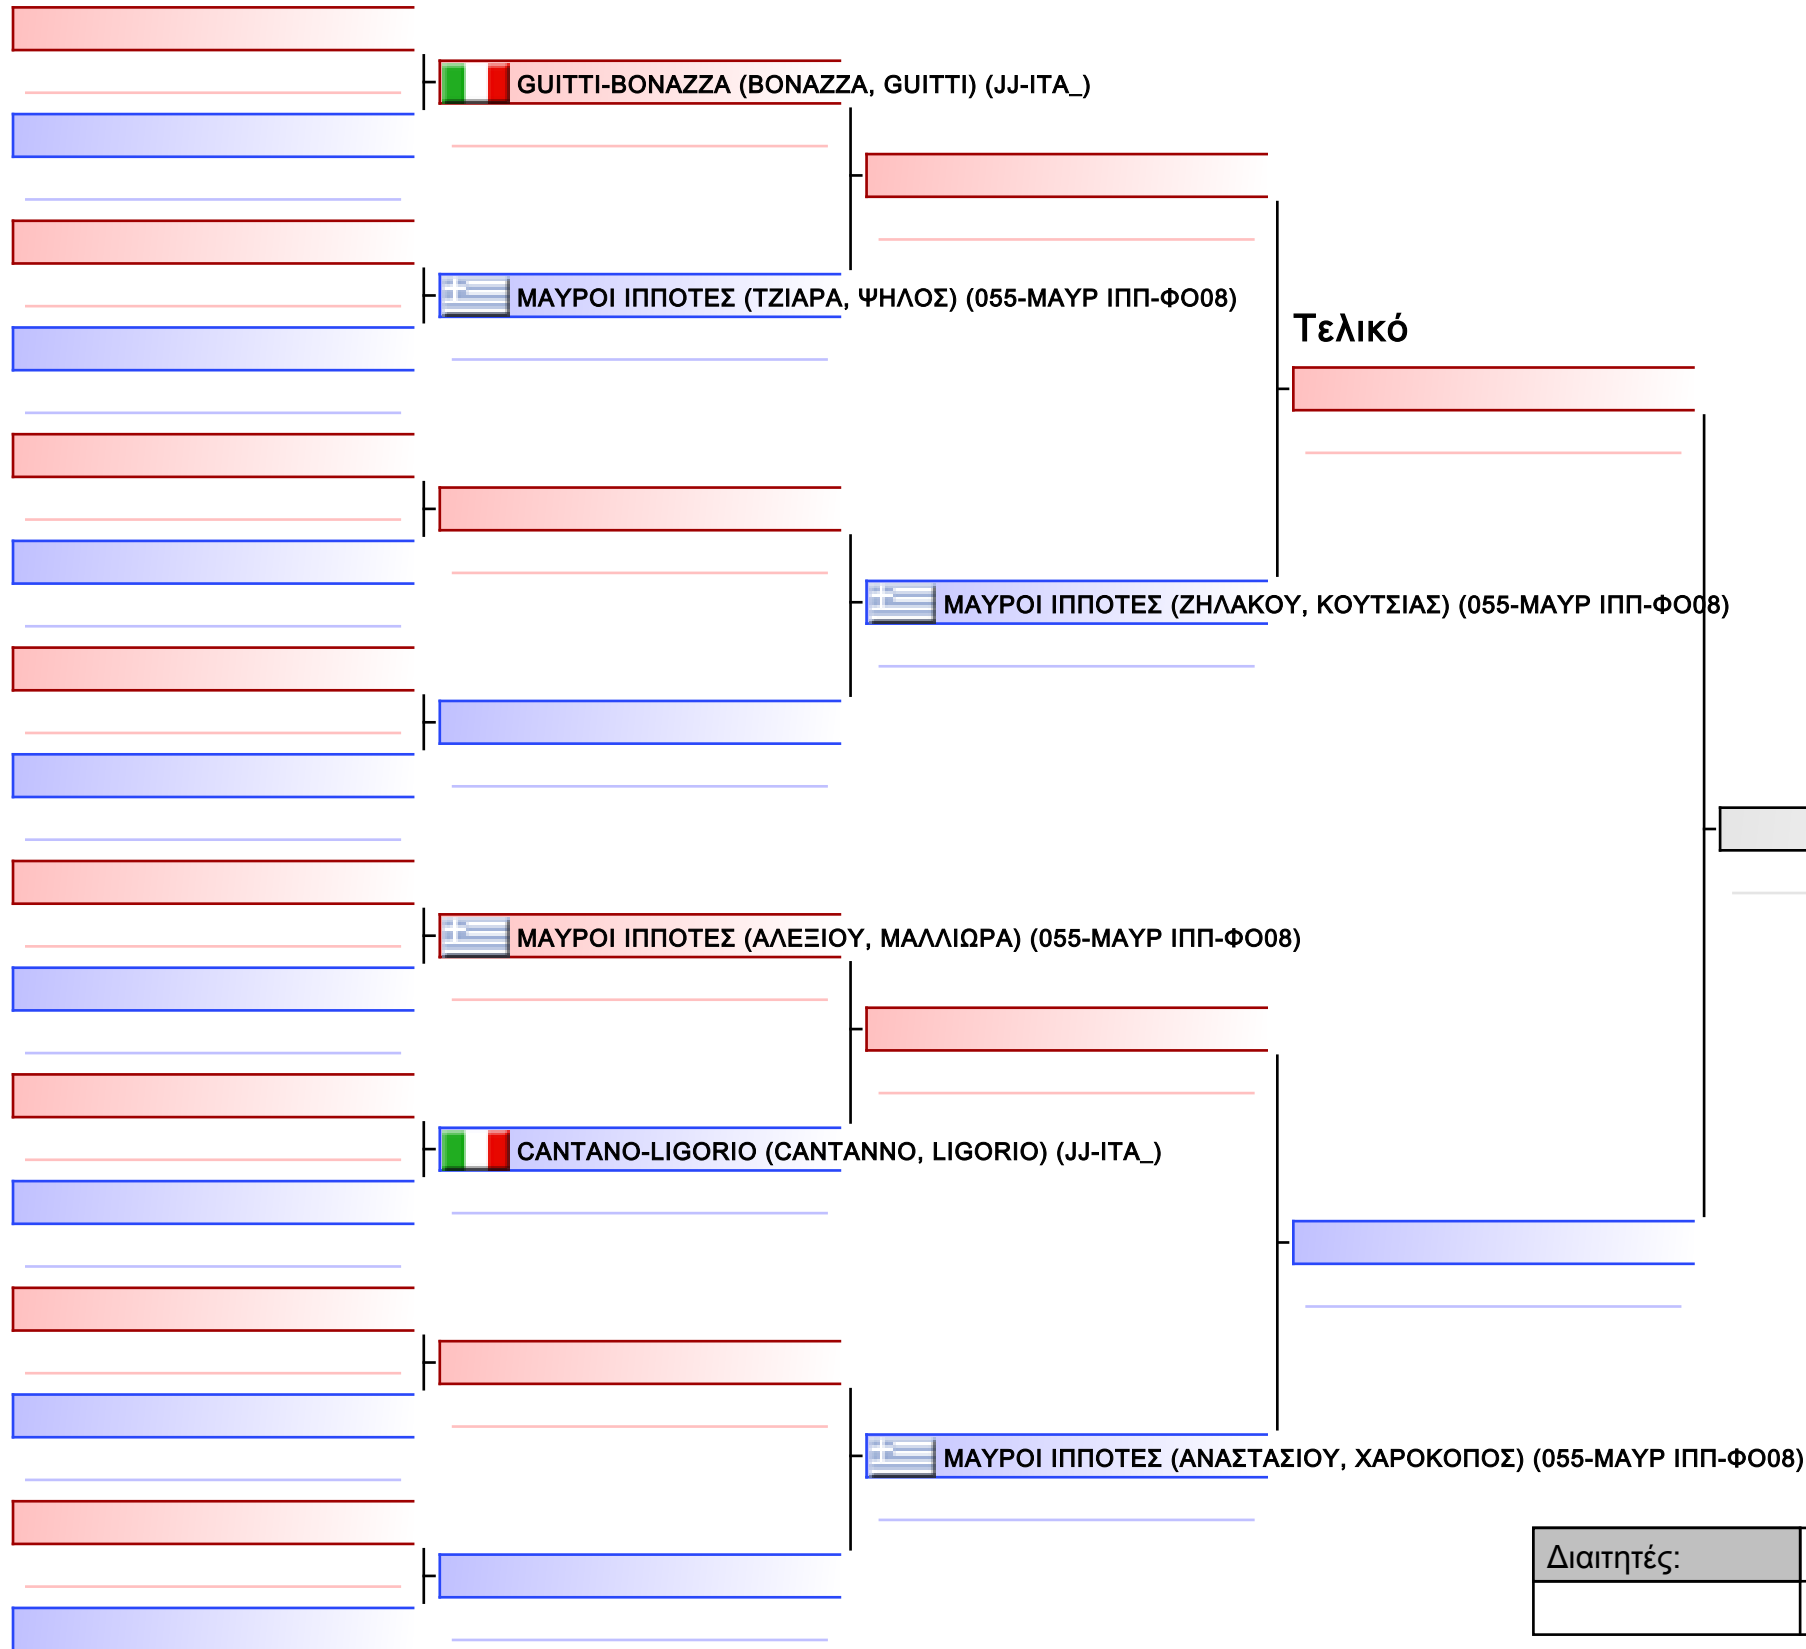 GUITTI-BONAZZA (BONAZZA, GUITTI) (JJ-ITA_)
ΜΑΥΡΟΙ ΙΠΠΟΤΕΣ (ΤΖΙΑΡΑ, ΨΗΛΟΣ) (055-ΜΑΥΡ ΙΠΠ-ΦΟ08)
Τελικό
ΜΑΥΡΟΙ ΙΠΠΟΤΕΣ (ΖΗΛΑΚΟΥ, ΚΟΥΤΣΙΑΣ) (055-ΜΑΥΡ ΙΠΠ-ΦΟ08)
ΜΑΥΡΟΙ ΙΠΠΟΤΕΣ (ΑΛΕΞΙΟΥ, ΜΑΛΛΙΩΡΑ) (055-ΜΑΥΡ ΙΠΠ-ΦΟ08)
CANTANO-LIGORIO (CANTANNO, LIGORIO) (JJ-ITA_)
ΜΑΥΡΟΙ ΙΠΠΟΤΕΣ (ΑΝΑΣΤΑΣΙΟΥ, ΧΑΡΟΚΟΠΟΣ) (055-ΜΑΥΡ ΙΠΠ-ΦΟ08)
Διαιτητές: